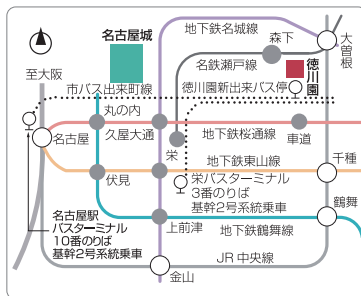 名古屋城
地下鉄名城線
森下
大曽根
至大阪
名鉄瀬戸線
徳川園
市バス出来町線
徳川園新出来バス停
丸の内
名古屋
久屋大通
栄
地下鉄桜通線
車道
地下鉄東山線
千種
伏見
栄バスターミナル
3番のりば
基幹2号系統乗車
名古屋駅
バスターミナル
10番のりば
基幹2号系統乗車
上前津
地下鉄鶴舞線
鶴舞
金山
JR中央線